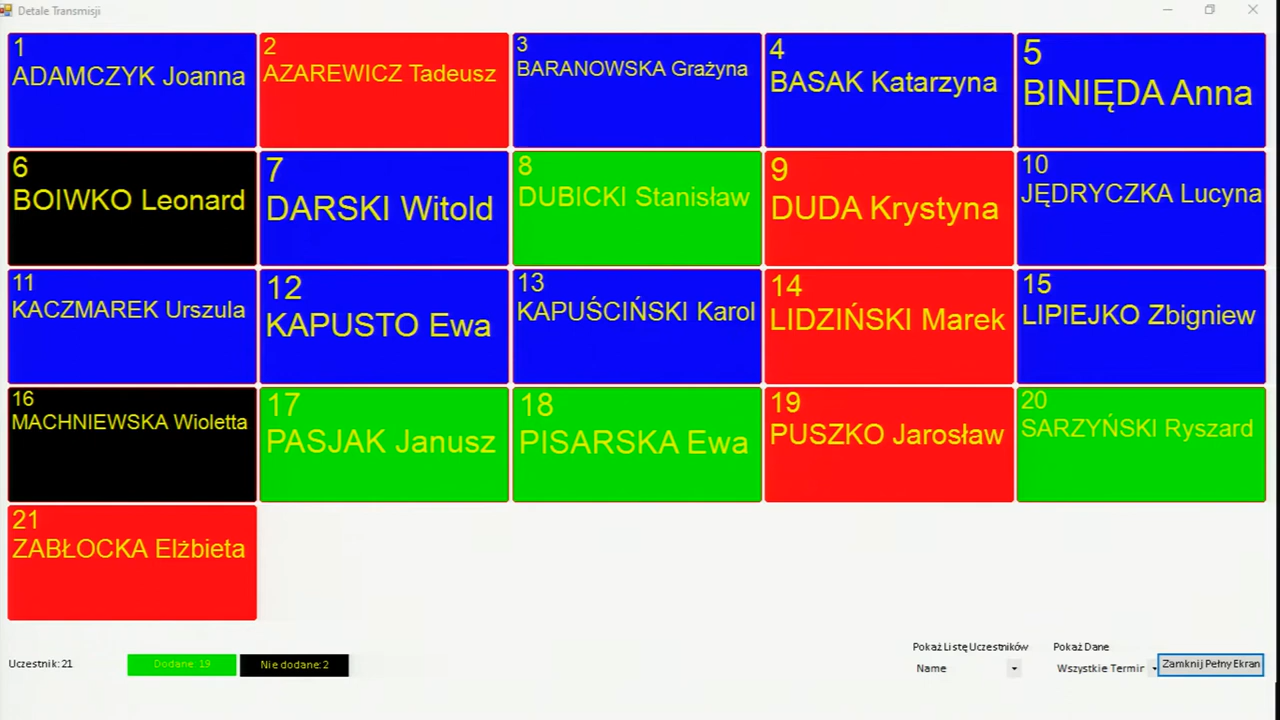 Detale Transmisji
1
ADAMCZYK Joanna
2
AZAREWICZ Tadeusz
3
BARANOWSKA Grażyna
4
BASAK Katarzyna
5
BINIĘDA Anna
6
BOIWKO Leonard
7
DARSKI Witold
8
DUBICKI Stanisław
9
DUDA Krystyna
10
JĘDRYCZKA Lucyna
11
KACZMAREK Urszula
12
KAPUSTO Ewa
13
KAPUŚCIŃSKI Karol
14
LIDZIŃSKI Marek
15
LIPIEJKO Zbigniew
16
MACHNIEWSKA Wioletta
17
PASJAK Janusz
18
PISARSKA Ewa
19
PUSZKO Jarosław
20
SARZYŃSKI Ryszard
21
ZABŁOCKA Elżbieta
Uczestnik: 21
Dodane: 19
Nie dodane: 2
Pokaż Listę Uczestników
Name
Pokaż Dane
Wszystkie Termir
Zamknij Pełny Ekran